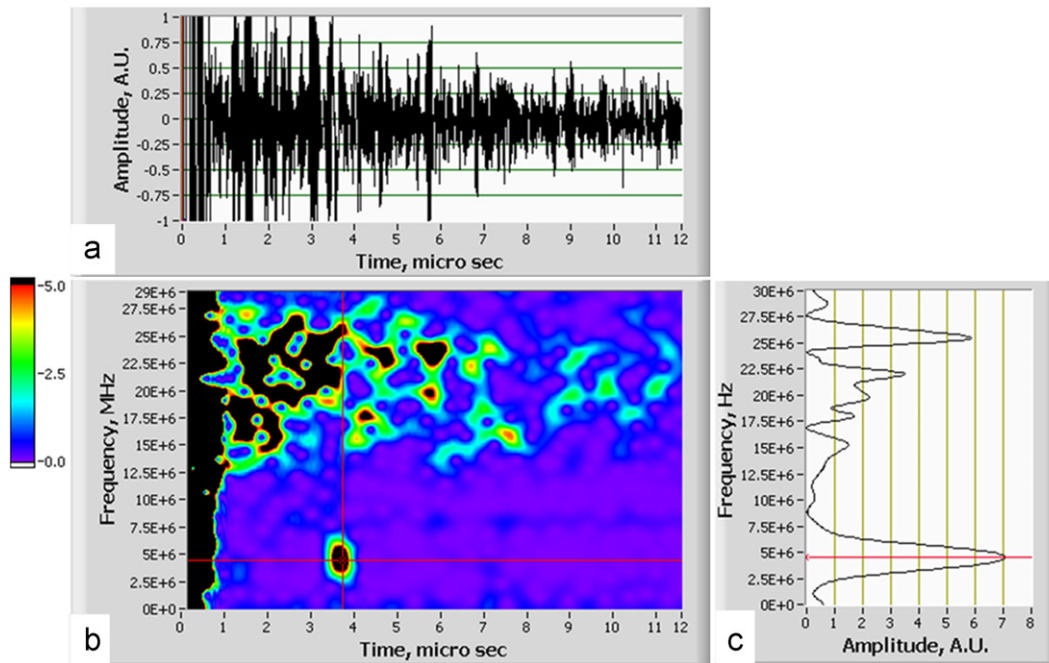 1
0.75
0.5
0.25
0
-0.25
-0.5
-0.75
-1
Amplitude, A.U.
0 1 2 3 4 5 6 7 8 9 10 11 12
Time, micro sec
a
-5.0
-2.5
-0.0
29E+6
25E+6
22.5E+6
20E+6
17.5E+6
15E+6
12.5E+6
10E+6
7.5E+6
5E+6
2.5E+6
0E+0
Frequency, MHz
0 1 2 3 4 5 6 7 8 9 10 11 12
Time, micro sec
b
30E+6
27.5E+6
25E+6
22.5E+6
20E+6
17.5E+6
15E+6
12.5E+6
10E+6
7.5E+6
5E+6
2.5E+6
0E+0
Frequency, Hz
0 1 2 3 4 5 6 7 8
Amplitude, A.U.
c